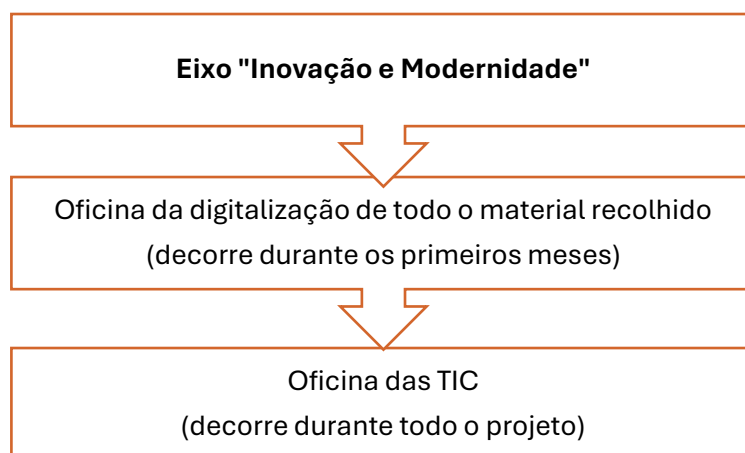 Eixo "Inovação e Modernidade"
Oficina da digitalização de todo o material recolhido
(decorre durante os primeiros meses)
Oficina das TIC
(decorre durante todo o projeto)